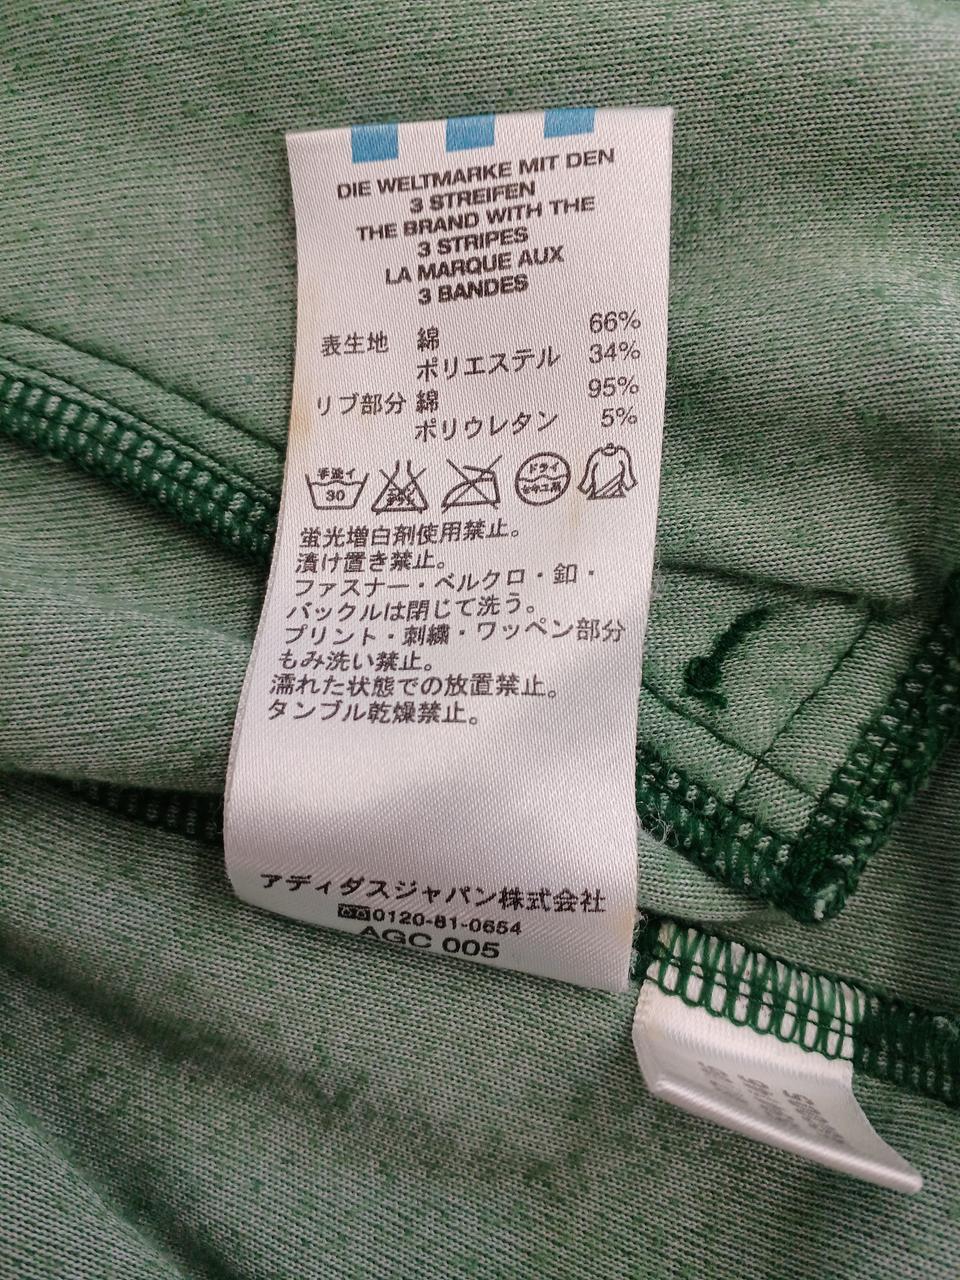 DIE WELTMARKE MIT DEN
3 STREIFEN
THE BRAND WITH THE
3 STRIPES
LA MARQUE AUX
3 BANDES
表生地 綿 66%
ポリエステル 34%
リブ部分 綿 95%
ポリウレタン 5%
手洗イ
30
ドライ
蛍光増白剤使用禁止。
漬け置き禁止。
ファスナー・ベルクロ・釦・
バックルは閉じて洗う。
プリント・刺繍・ワッペン部分
もみ洗い禁止。
濡れた状態での放置禁止。
タンブル乾燥禁止。
アディダスジャパン株式会社
0120-81-0654
AGC 005